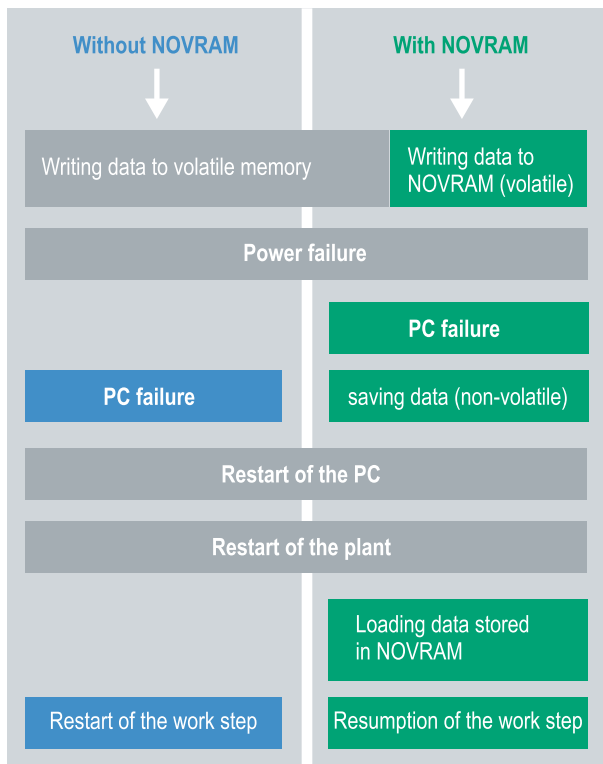 Without NOVRAM
With NOVRAM
Writing data to volatile memory
Writing data to
NOVRAM (volatile)
Power failure
PC failure
PC failure
saving data (non-volatile)
Restart of the PC
Restart of the plant
Loading data stored
in NOVRAM
Restart of the work step
Resumption of the work step